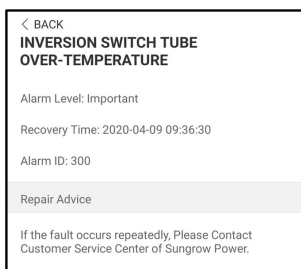 < BACK
INVERSION SWITCH TUBE
OVER-TEMPERATURE
Alarm Level: Important
Recovery Time: 2020-04-09 09:36:30
Alarm ID: 300
Repair Advice
If the fault occurs repeatedly, Please Contact
Customer Service Center of Sungrow Power.